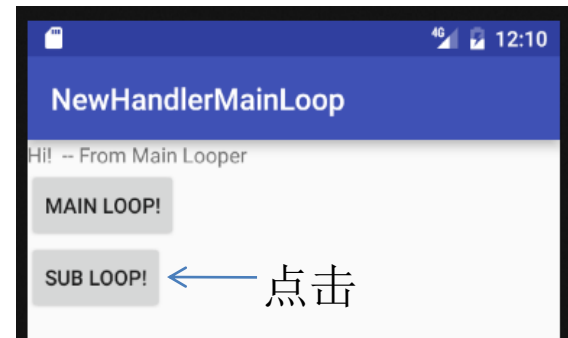 4G 12:10
NewHandlerMainLoop
Hi! -- From Main Looper
MAIN LOOP!
SUB LOOP! 点击